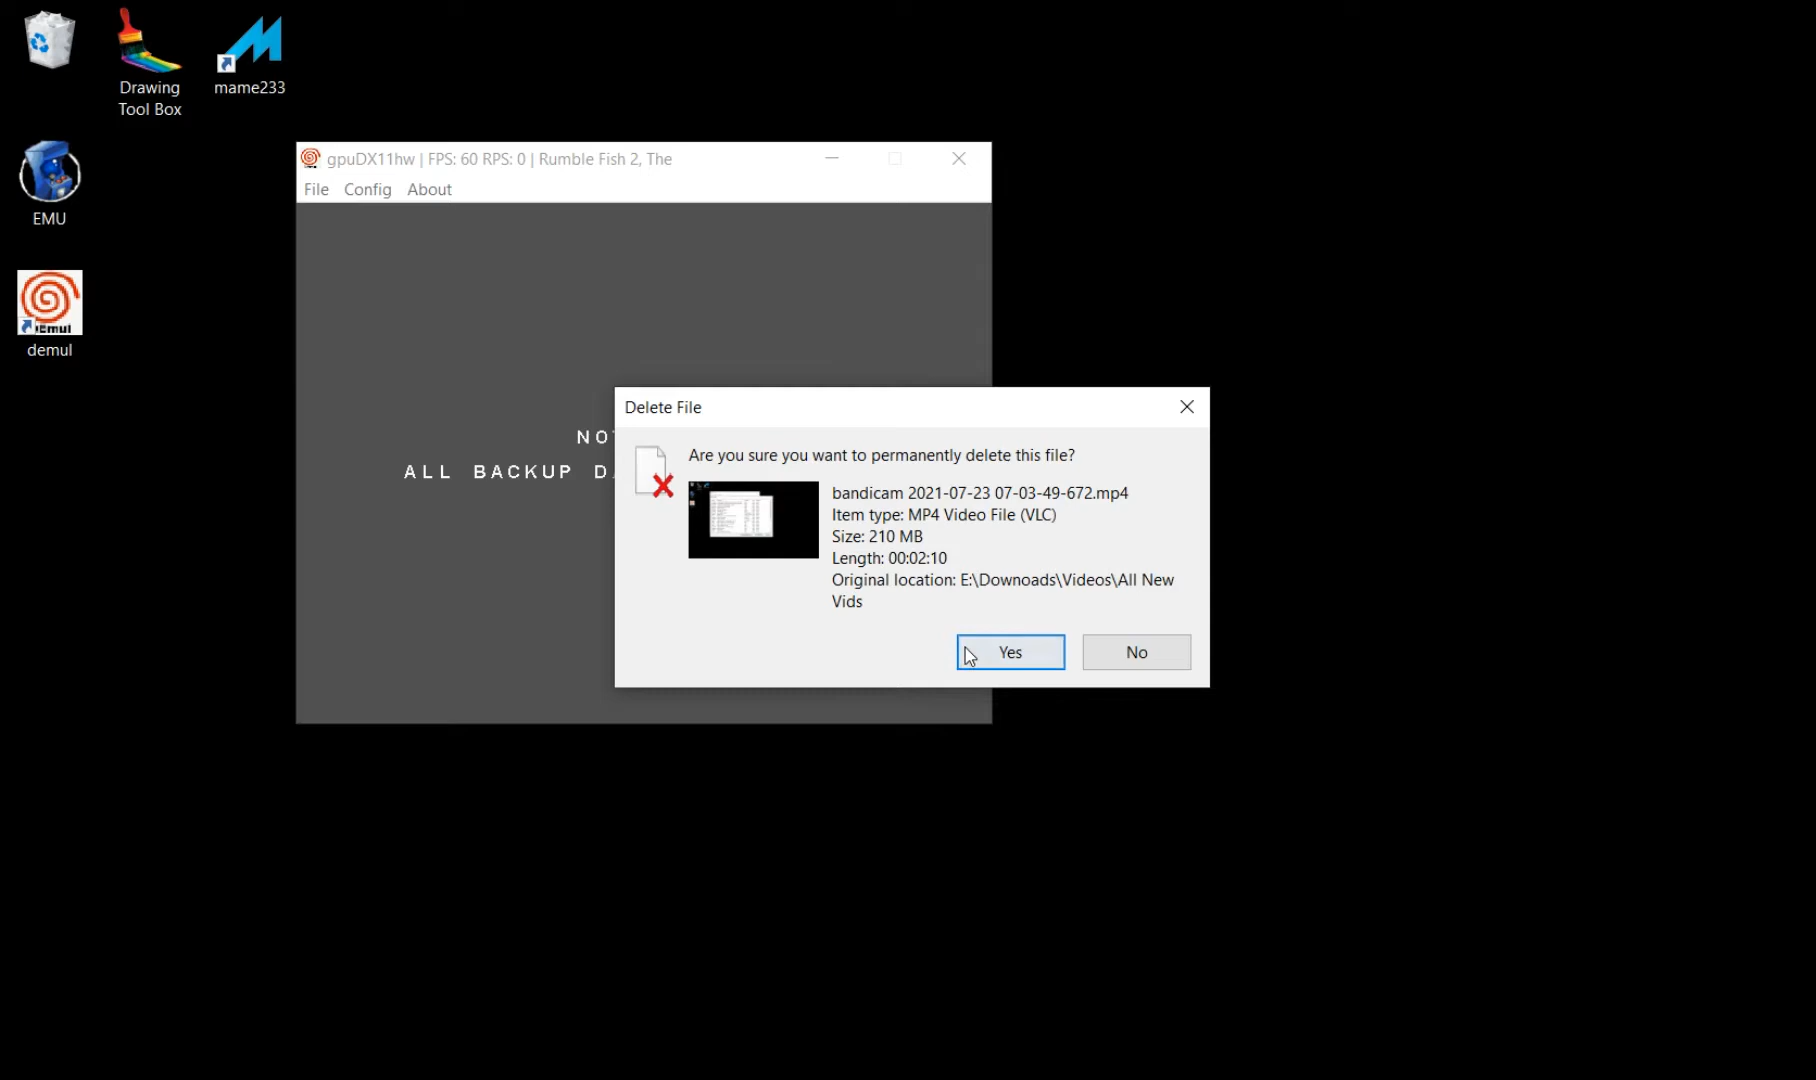 Drawing
Tool Box
mame233
EMU
demul
gpuDX11hw | FPS: 60 RPS: 0 | Rumble Fish 2, The
File Config About
ALL BACKUP
Delete File
Are you sure you want to permanently delete this file?
bandicam 2021-07-23 07-03-49-672.mp4
Item type: MP4 Video File (VLC)
Size: 210 MB
Length: 00:02:10
Original location: E:\Downoads\Videos\All New
Vids
Yes
No